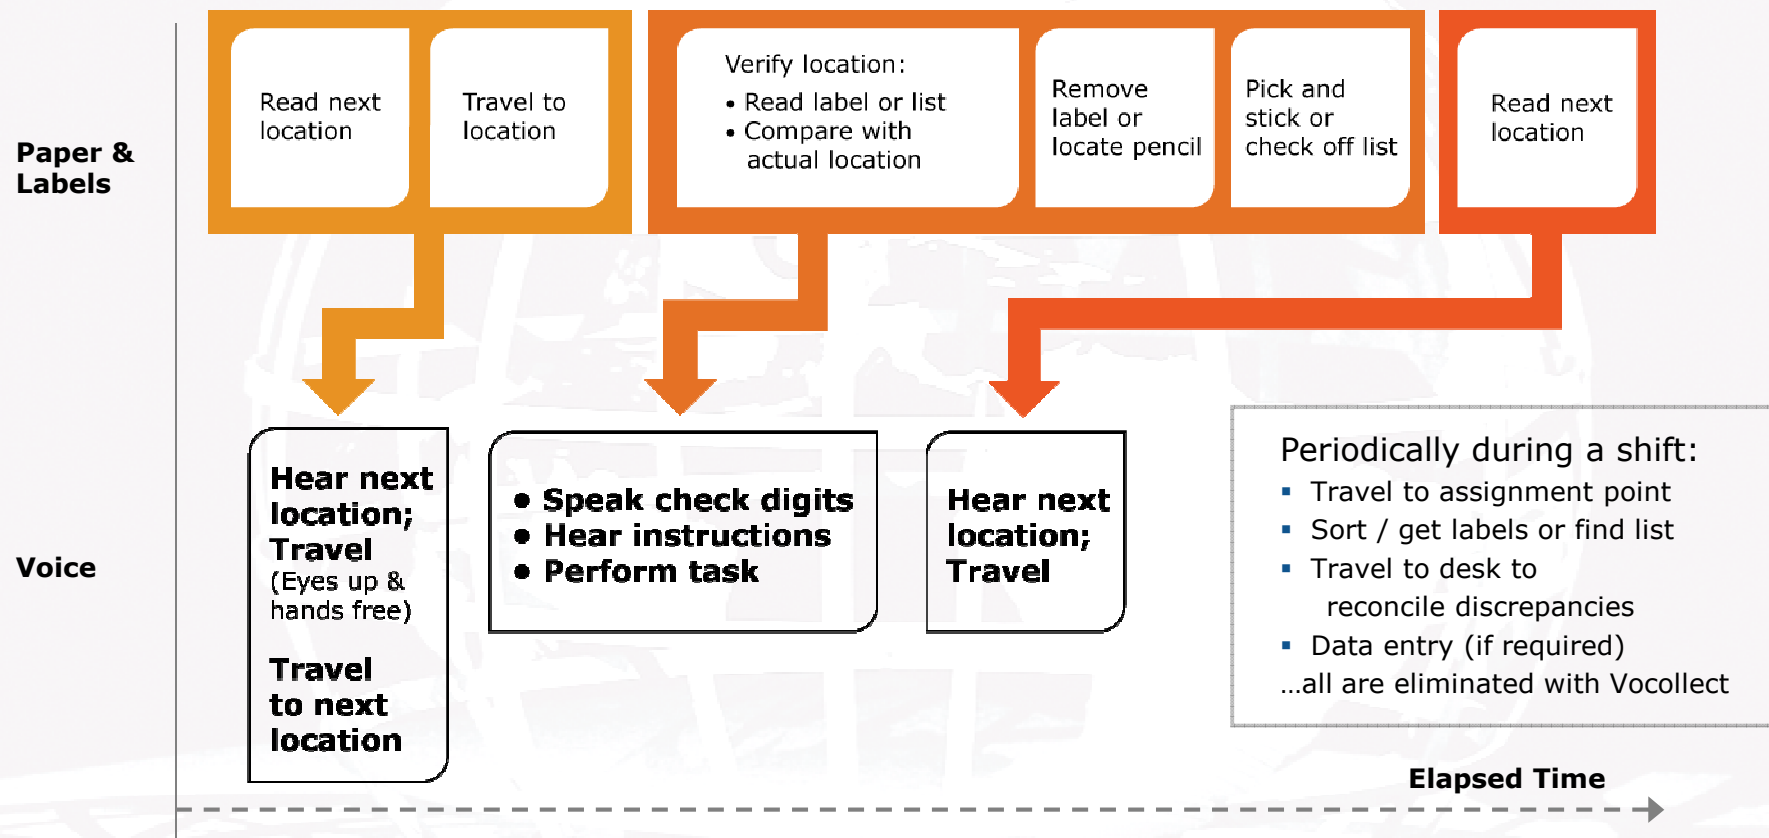 Paper &
Labels
Read next
location
Travel to
location
Verify location:
• Read label or list
• Compare with
actual location
Remove
label or
locate pencil
Pick and
stick or
check off list
Read next
location
Voice
Hear next
location;
Travel
(Eyes up &
hands free)
Travel
to next
location
• Speak check digits
• Hear instructions
• Perform task
Hear next
location;
Travel
Periodically during a shift:
▪ Travel to assignment point
▪ Sort / get labels or find list
▪ Travel to desk to
reconcile discrepancies
▪ Data entry (if required)
…all are eliminated with Vocollect
Elapsed Time